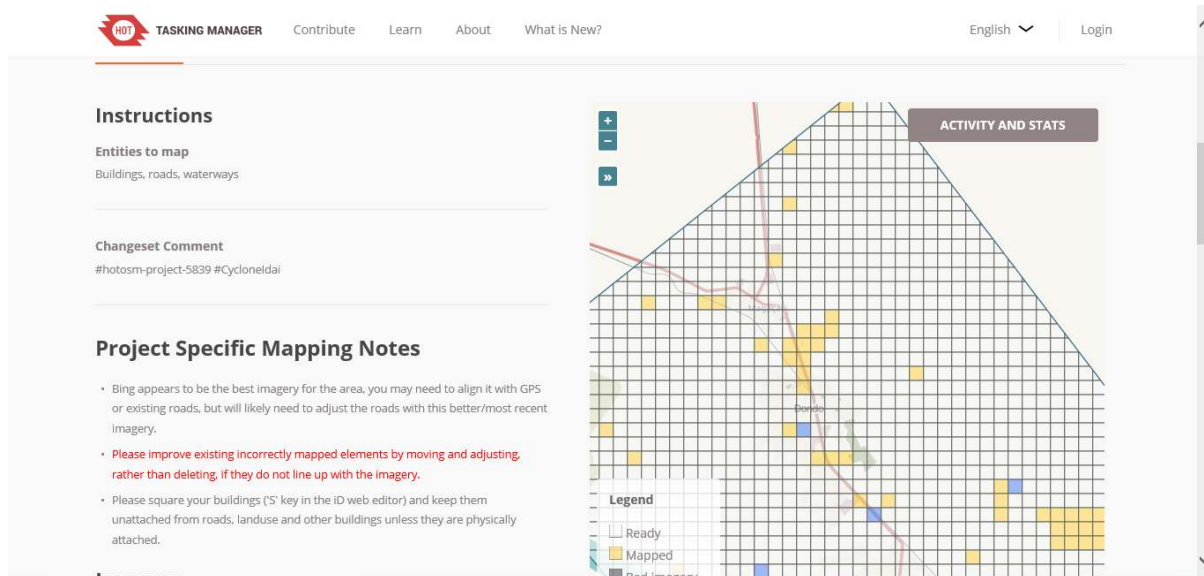 HOT TASKING MANAGER Contribute Learn About What is New? English Login
Instructions
Entities to map
Buildings, roads, waterways
Changeset Comment
#hotosm-project-5839 #CycloneIdai
Project Specific Mapping Notes
• Bing appears to be the best imagery for the area, you may need to align it with GPS
or existing roads, but will likely need to adjust the roads with this better/most recent
imagery.
• Please improve existing incorrectly mapped elements by moving and adjusting,
rather than deleting, if they do not line up with the imagery.
• Please square your buildings ('S' key in the iD web editor) and keep them
unattached from roads, landuse and other buildings unless they are physically
attached.
+
−
»
ACTIVITY AND STATS
Dondo
Legend
Ready
Mapped
Bad imagery